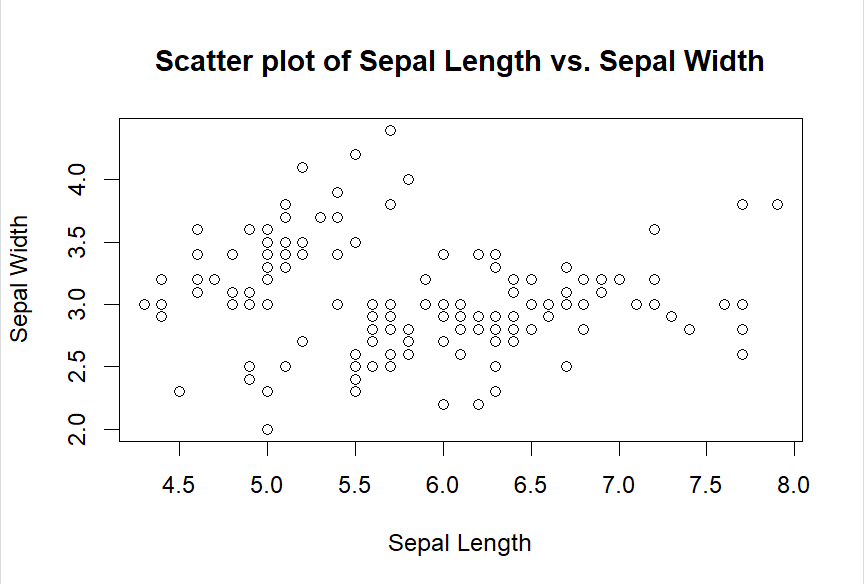 Scatter plot of Sepal Length vs. Sepal Width
Sepal Width
4.0
3.5
3.0
2.5
2.0
4.5 5.0 5.5 6.0 6.5 7.0 7.5 8.0
Sepal Length